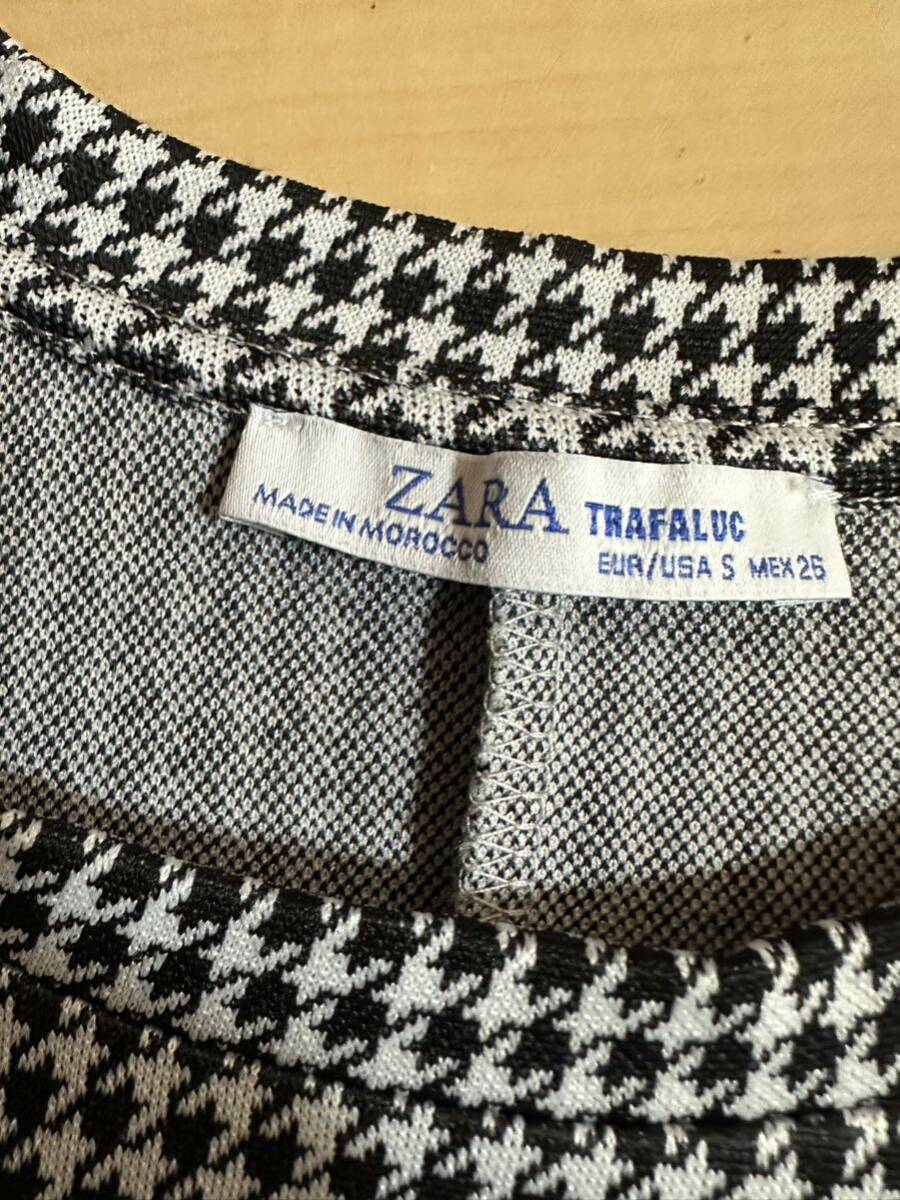 ZARA TRAFALUC
MADE IN MOROCCO
EUR/USA S MEX 26